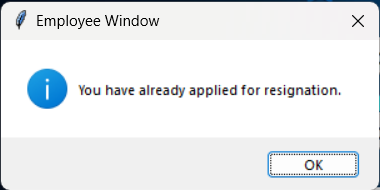 Employee Window
You have already applied for resignation.
OK